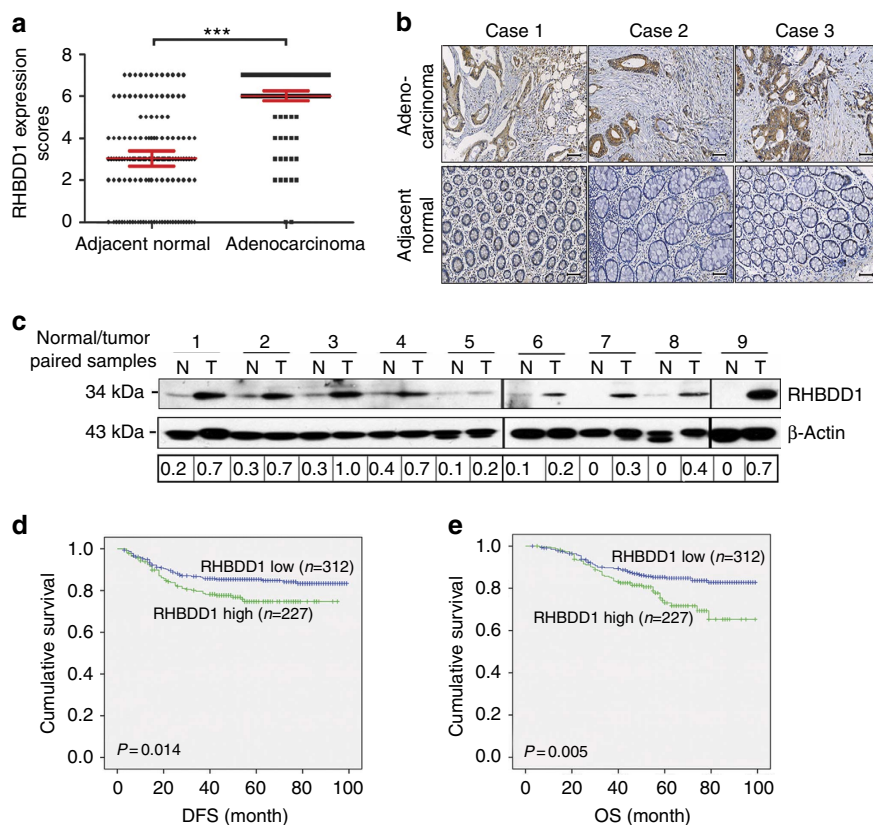 a
***
RHBDD1 expression
scores
8
6
4
2
0
Adjacent normal
Adenocarcinoma
b
Case 1
Case 2
Case 3
Adeno-
carcinoma
Adjacent
normal
c
Normal/tumor
paired samples
1 2 3 4 5 6 7 8 9
N T N T N T N T N T N T N T N T N T
34 kDa
RHBDD1
43 kDa
β-Actin
0.2 0.7 0.3 0.7 0.3 1.0 0.4 0.7 0.1 0.2 0.1 0.2 0 0.3 0 0.4 0 0.7
d
Cumulative survival
1.0
0.8
0.6
0.4
0.2
0.0
RHBDD1 low (n=312)
RHBDD1 high (n=227)
P=0.014
0 20 40 60 80 100
DFS (month)
e
Cumulative survival
1.0
0.8
0.6
0.4
0.2
0.0
RHBDD1 low (n=312)
RHBDD1 high (n=227)
P=0.005
0 20 40 60 80 100
OS (month)